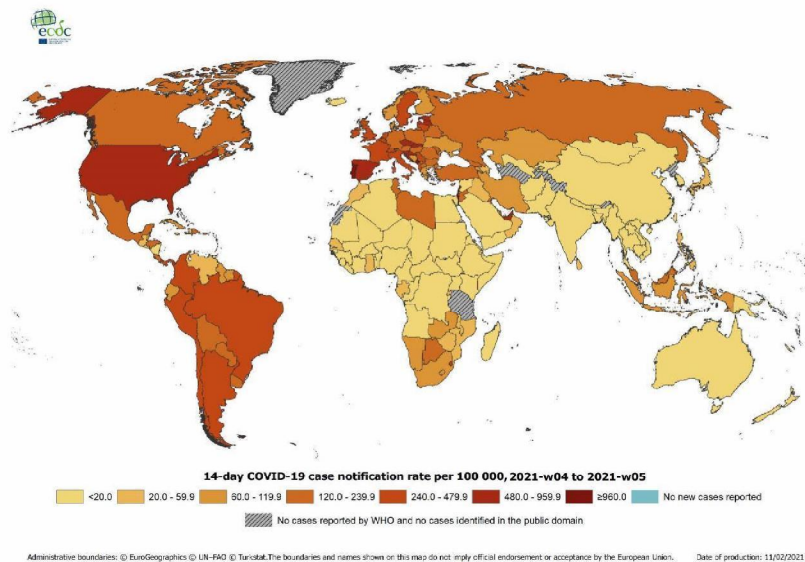 ecdc
14-day COVID-19 case notification rate per 100 000, 2021-w04 to 2021-w05
<20.0 20.0 - 59.9 60.0 - 119.9 120.0 - 239.9 240.0 - 479.9 480.0 - 959.9 ≥960.0 No new cases reported
No cases reported by WHO and no cases identified in the public domain
Administrative boundaries: © EuroGeographics © UN-FAO © Turkstat.The boundaries and names shown on this map do not imply official endorsement or acceptance by the European Union. Date of production: 11/02/2021